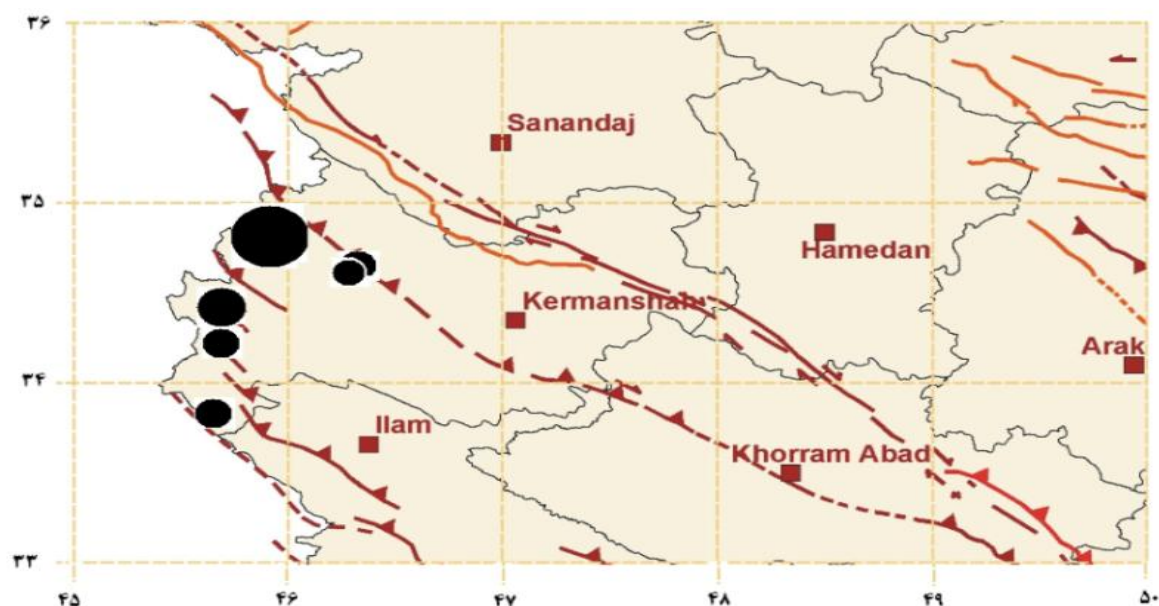 ۳۶
Sanandaj
۳۵
Hamedan
Kermanshah
Arak
۳۴
Ilam
Khorram Abad
۳۳
۴۵ ۴۶ ۴۷ ۴۸ ۴۹ ۵۰